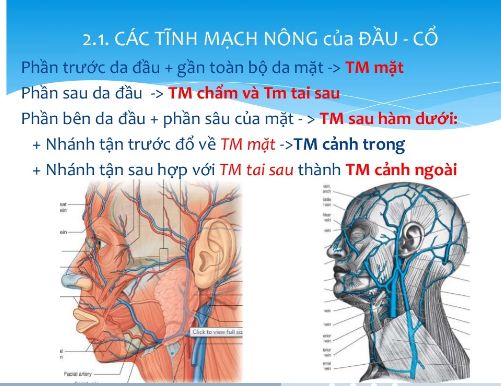 2.1. CÁC TĨNH MẠCH NÔNG của ĐẦU - CỔ
Phần trước da đầu + gần toàn bộ da mặt -> TM mặt
Phần sau da đầu -> TM chẩm và Tm tai sau
Phần bên da đầu + phần sâu của mặt - > TM sau hàm dưới:
+ Nhánh tận trước đổ về TM mặt ->TM cảnh trong
+ Nhánh tận sau hợp với TM tai sau thành TM cảnh ngoài
vein
ein
Click to view full
Facial artery